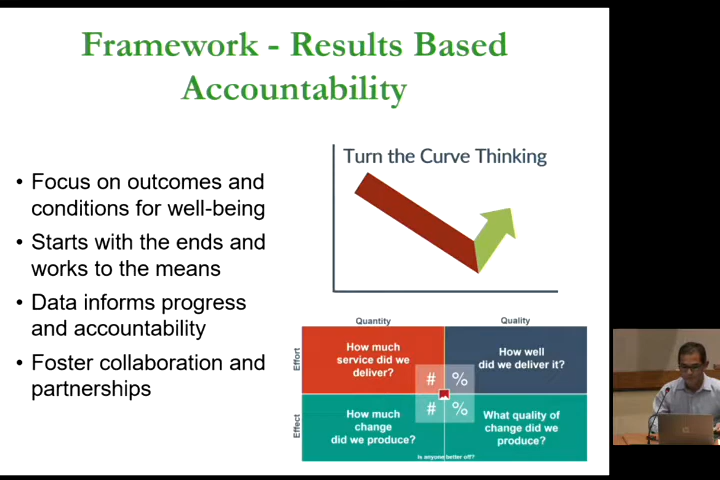 Framework - Results Based
Accountability
• Focus on outcomes and
conditions for well-being
• Starts with the ends and
works to the means
• Data informs progress
and accountability
• Foster collaboration and
partnerships
Turn the Curve Thinking
Quantity
Quality
Effort
How much
service did we
deliver?
How well
did we deliver it?
# %
# %
Effect
How much
change
did we produce?
What quality of
change did we
produce?
Is anyone better off?